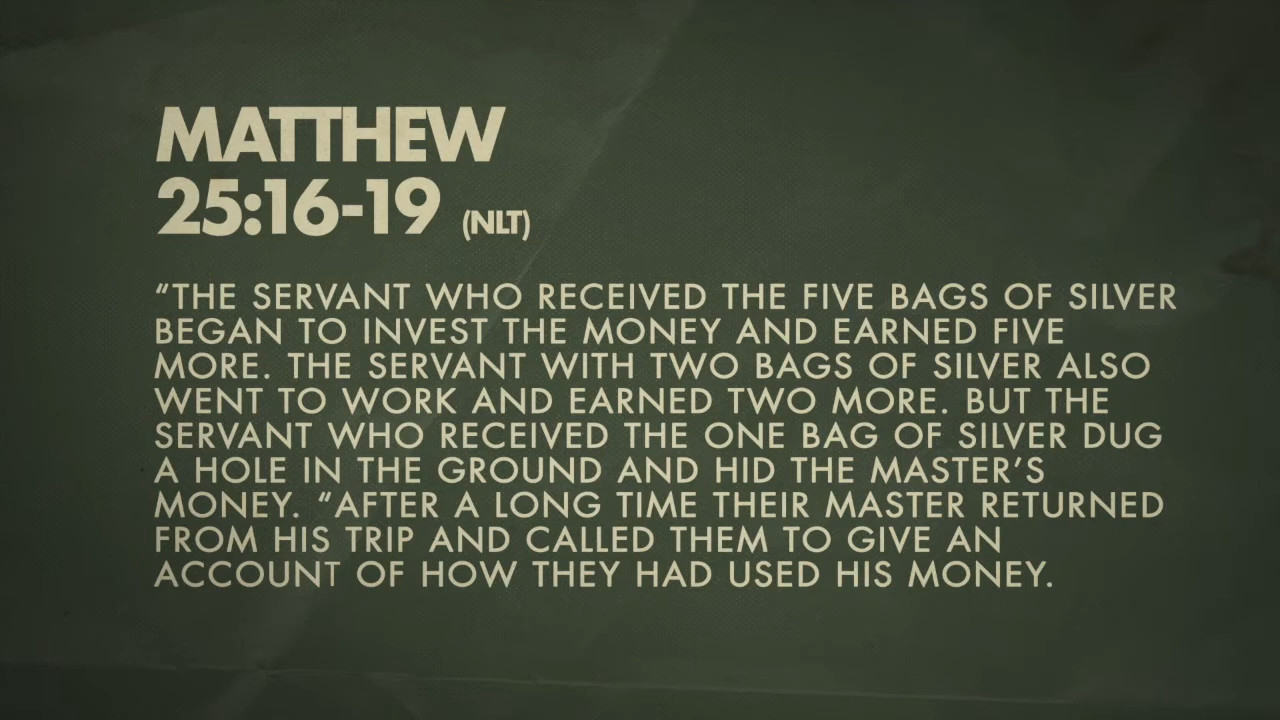 MATTHEW
25:16-19 (NLT)
“THE SERVANT WHO RECEIVED THE FIVE BAGS OF SILVER
BEGAN TO INVEST THE MONEY AND EARNED FIVE
MORE. THE SERVANT WITH TWO BAGS OF SILVER ALSO
WENT TO WORK AND EARNED TWO MORE. BUT THE
SERVANT WHO RECEIVED THE ONE BAG OF SILVER DUG
A HOLE IN THE GROUND AND HID THE MASTER’S
MONEY. “AFTER A LONG TIME THEIR MASTER RETURNED
FROM HIS TRIP AND CALLED THEM TO GIVE AN
ACCOUNT OF HOW THEY HAD USED HIS MONEY.